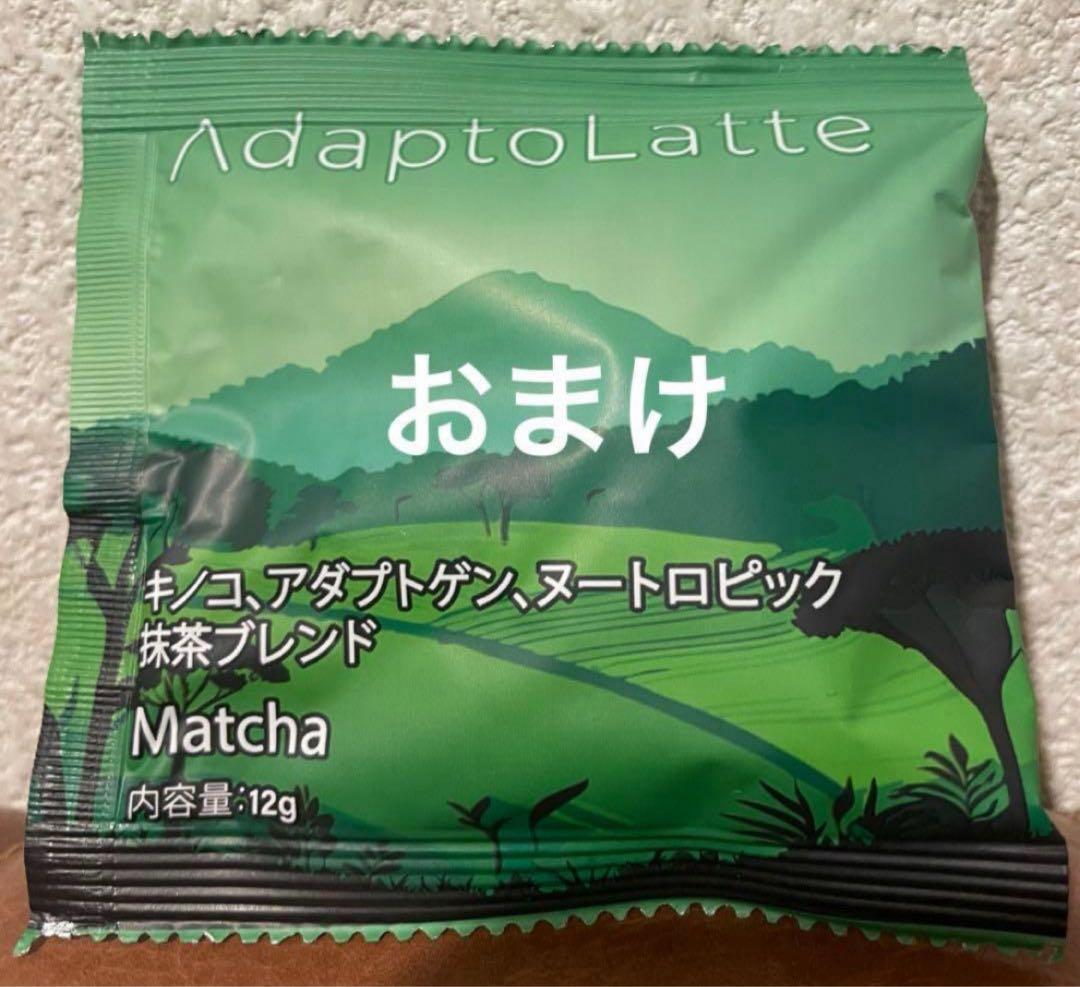 AdaptoLatte
おまけ
キノコ、アダプトゲン、ヌートロピック
抹茶ブレンド
Matcha
内容量:12g